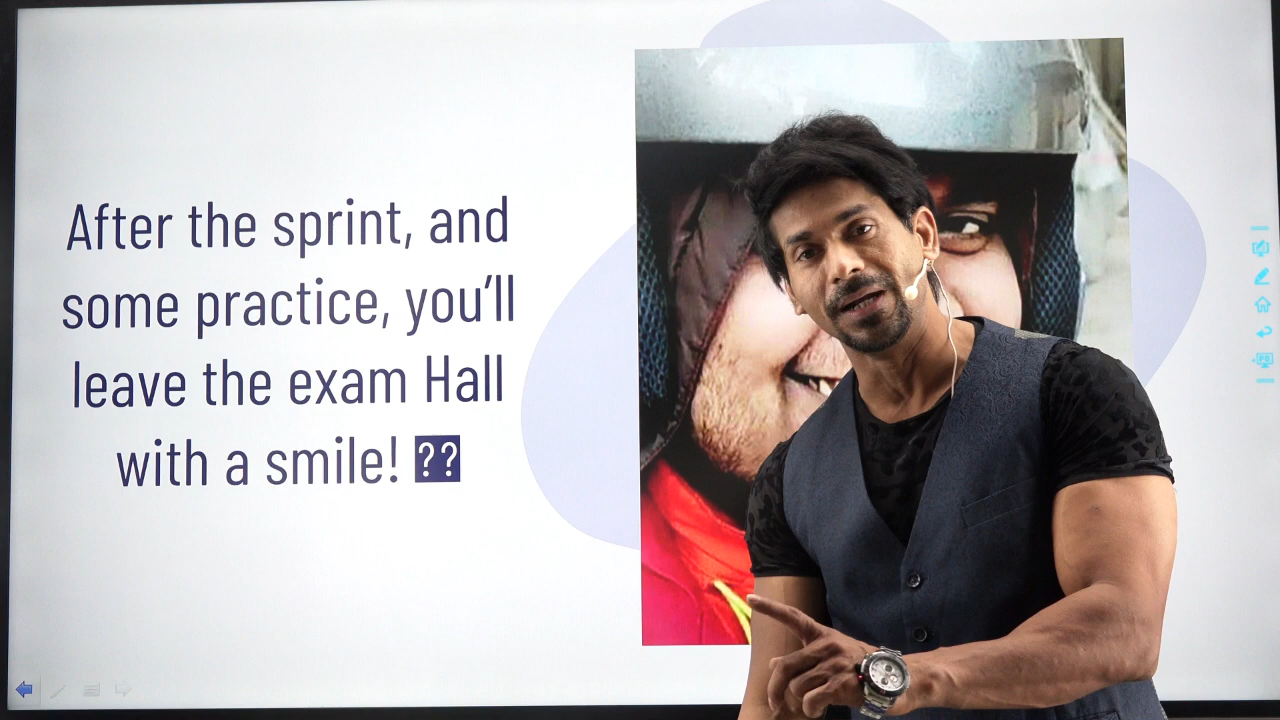 After the sprint, and
some practice, you'll
leave the exam Hall
with a smile! ??